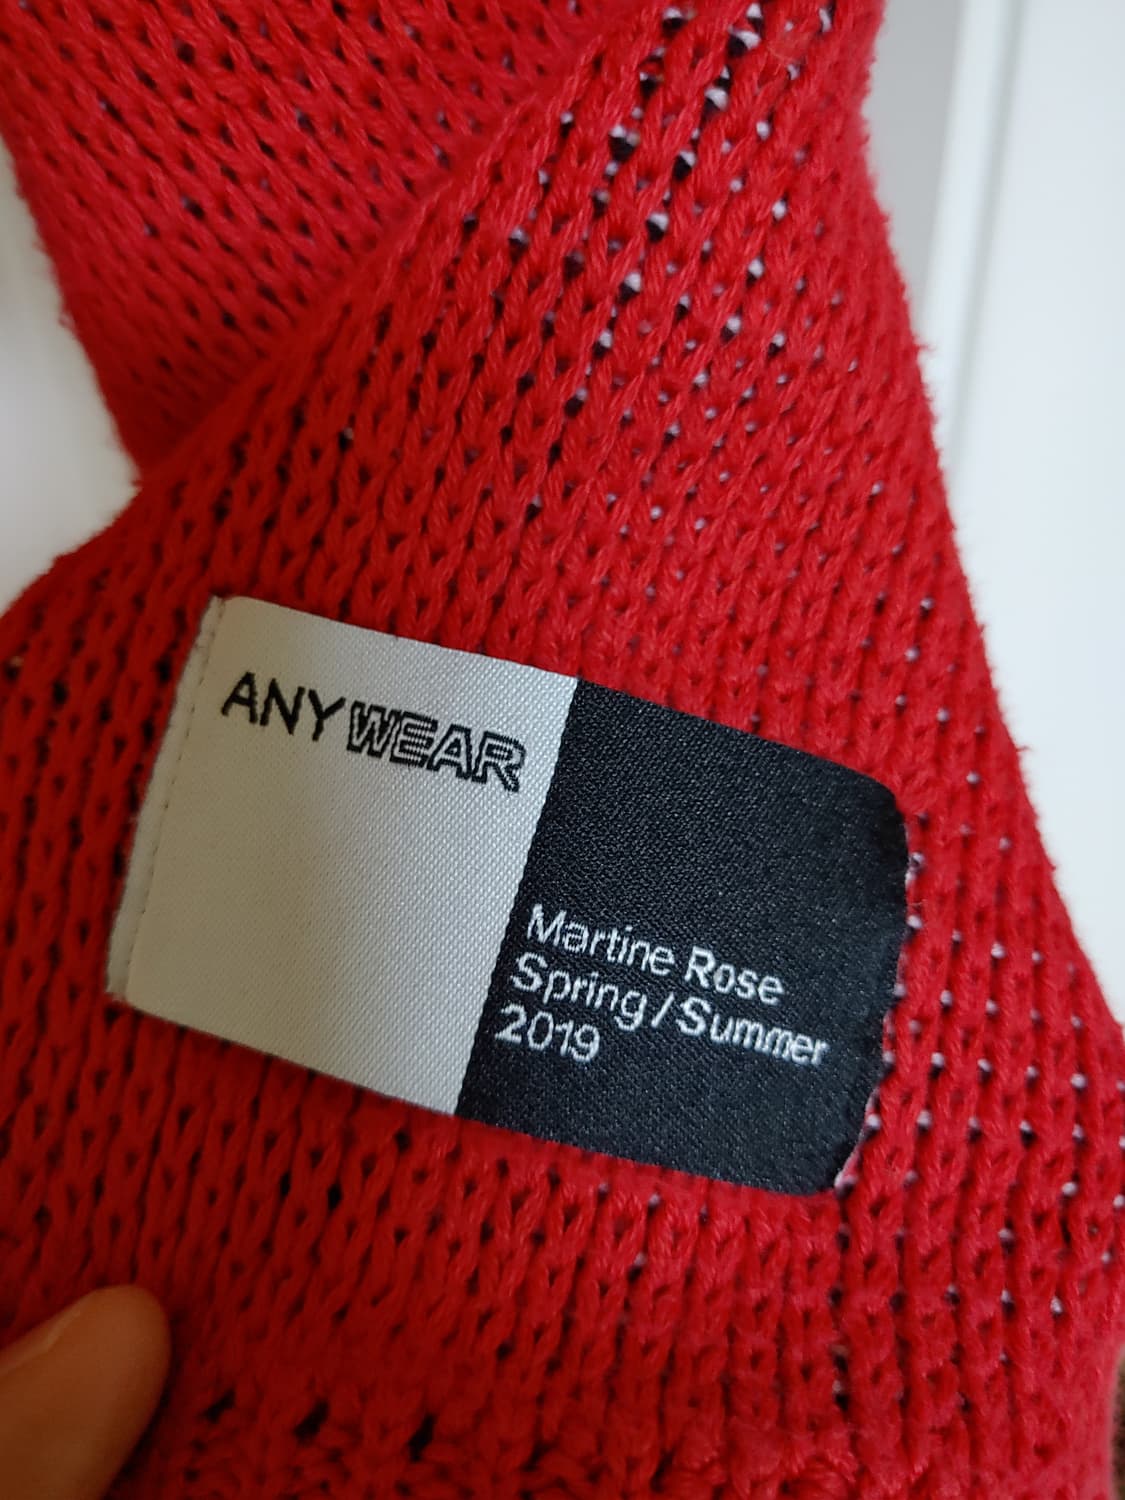 ANYWEAR
Martine Rose
Spring/Summer
2019